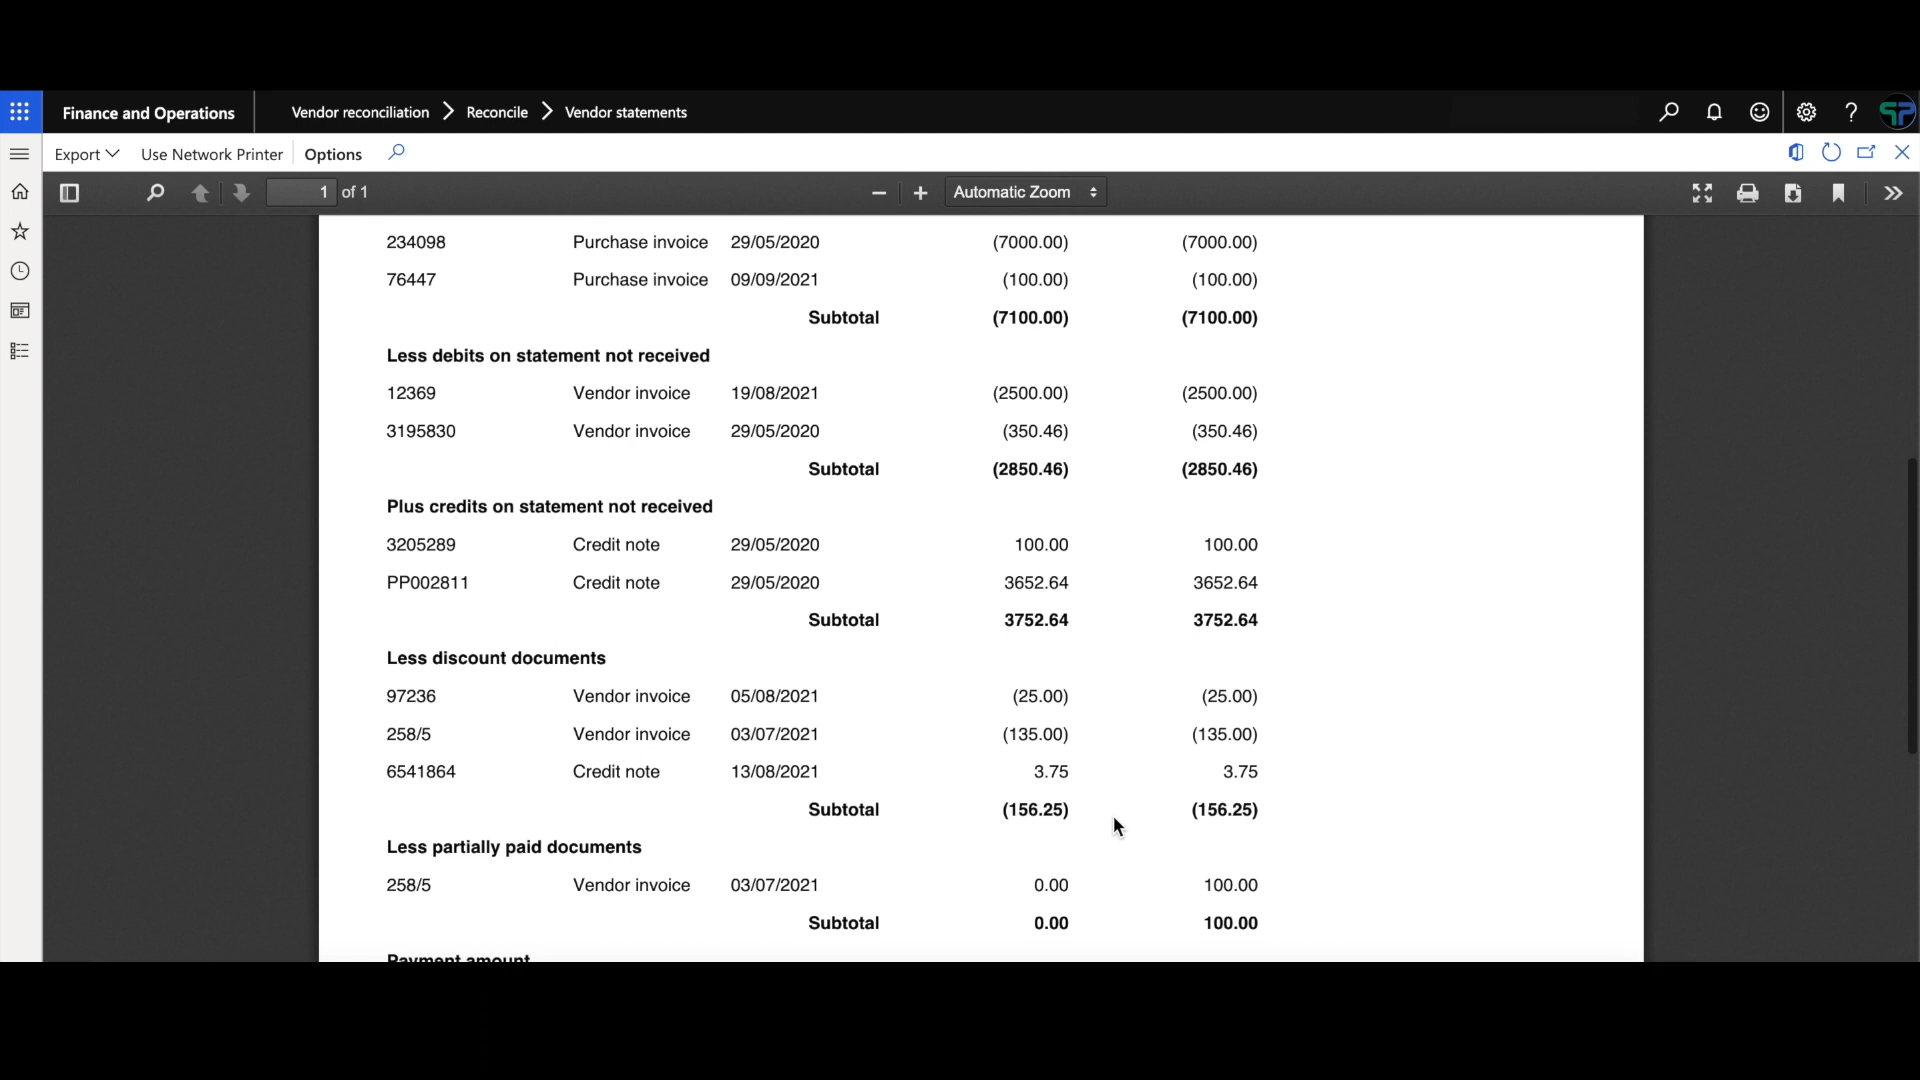 Finance and Operations Vendor reconciliation Reconcile Vendor statements
Export Use Network Printer Options
1 of 1 Automatic Zoom
234098 Purchase invoice 29/05/2020 (7000.00) (7000.00)
76447 Purchase invoice 09/09/2021 (100.00) (100.00)
Subtotal (7100.00) (7100.00)
Less debits on statement not received
12369 Vendor invoice 19/08/2021 (2500.00) (2500.00)
3195830 Vendor invoice 29/05/2020 (350.46) (350.46)
Subtotal (2850.46) (2850.46)
Plus credits on statement not received
3205289 Credit note 29/05/2020 100.00 100.00
PP002811 Credit note 29/05/2020 3652.64 3652.64
Subtotal 3752.64 3752.64
Less discount documents
97236 Vendor invoice 05/08/2021 (25.00) (25.00)
258/5 Vendor invoice 03/07/2021 (135.00) (135.00)
6541864 Credit note 13/08/2021 3.75 3.75
Subtotal (156.25) (156.25)
Less partially paid documents
258/5 Vendor invoice 03/07/2021 0.00 100.00
Subtotal 0.00 100.00
Payment amount